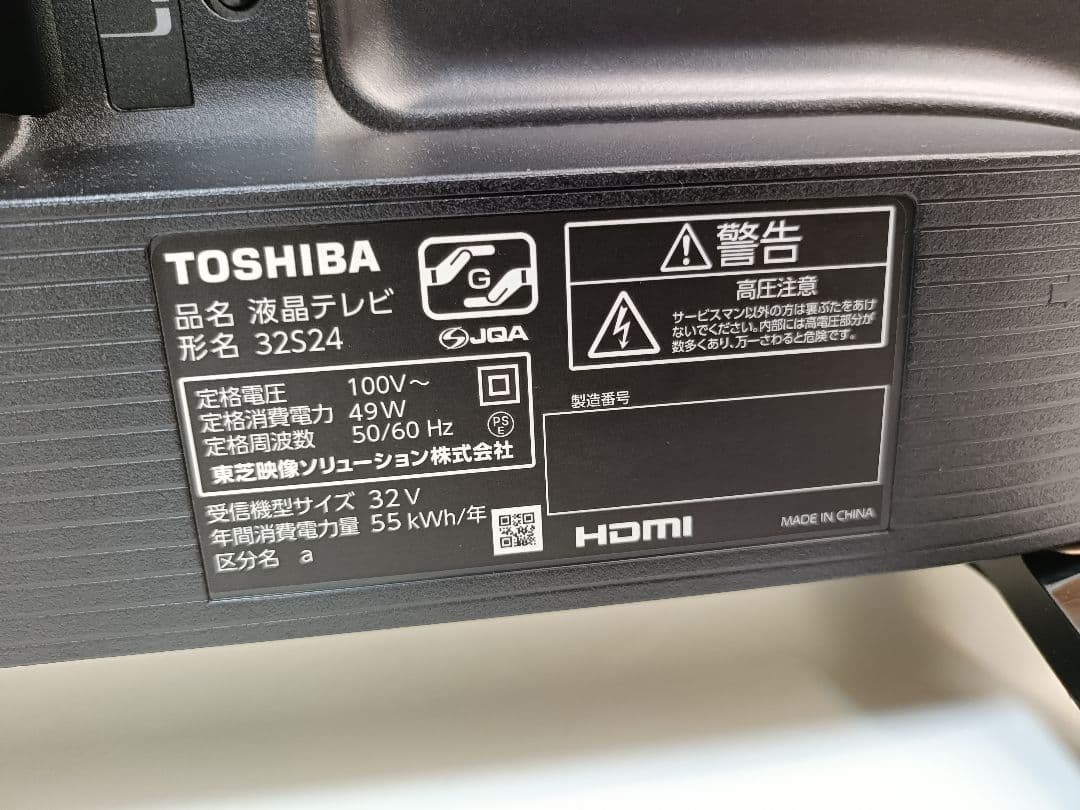 TOSHIBA
品名 液晶テレビ
形名 32S24
G
JQA
定格電圧 100V～
定格消費電力 49W
定格周波数 50/60 Hz
PS
E
東芝映像ソリューション株式会社
受信機型サイズ 32V
年間消費電力量 55kWh/年
区分名 a
警告
高圧注意
サービスマン以外の方は裏ぶたをあけ
ないでください。内部には高電圧部分が
数多くあり、万一さわると危険です。
製造番号
HDMI
MADE IN CHINA